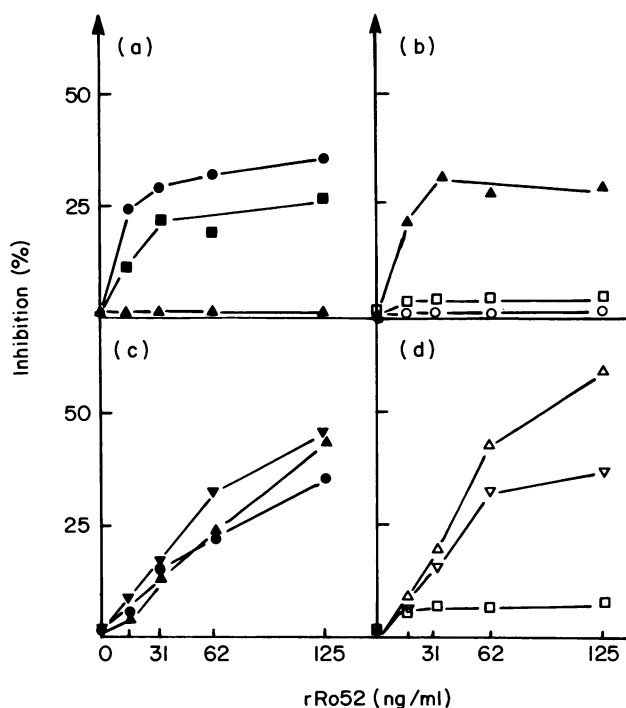 (a)
(b)
50
25
Inhibition (%)
(c)
(d)
50
25
0 31 62 125
31 62 125
rRo52 (ng/ml)